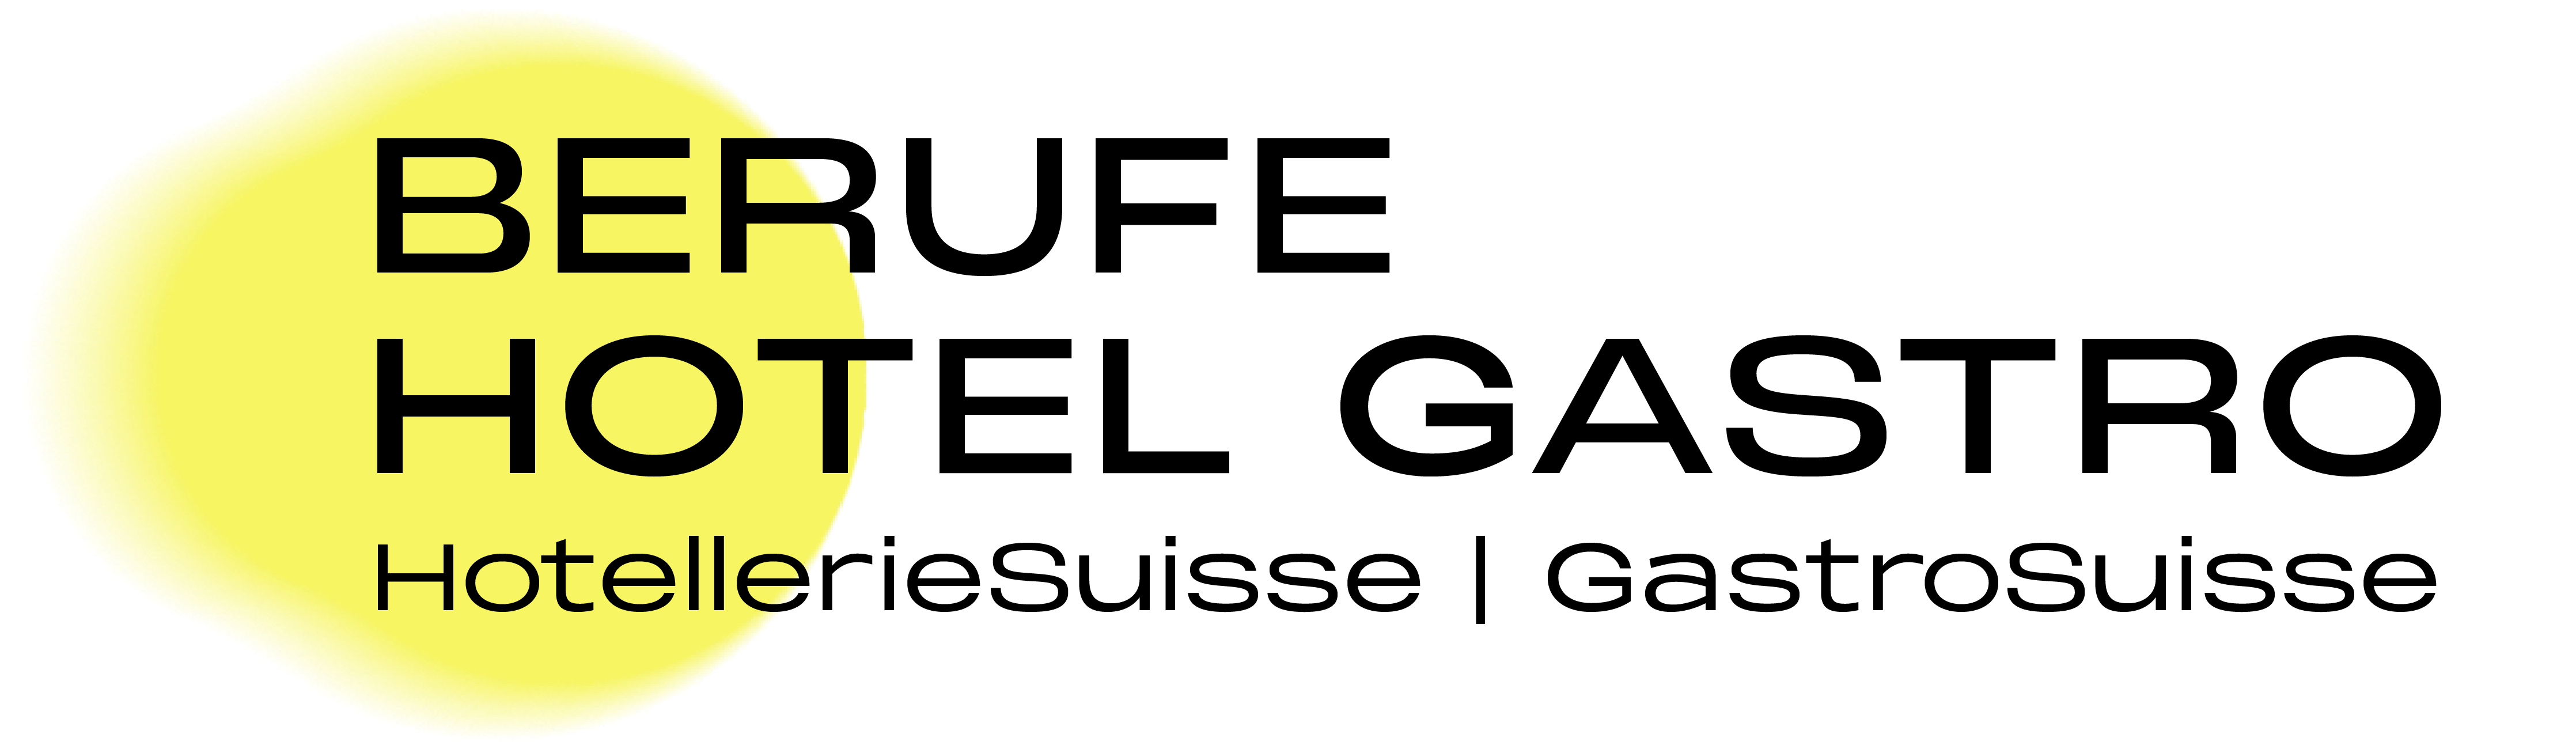 BERUFE
HOTEL GASTRO
HotellerieSuisse | GastroSuisse